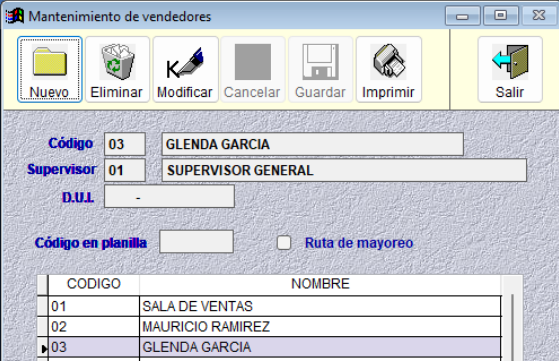 Mantenimiento de vendedores
Nuevo Eliminar Modificar Cancelar Guardar Imprimir Salir
Código 03 GLENDA GARCIA
Supervisor 01 SUPERVISOR GENERAL
D.U.I. -
Código en planilla Ruta de mayoreo
CODIGO NOMBRE
01 SALA DE VENTAS
02 MAURICIO RAMIREZ
03 GLENDA GARCIA